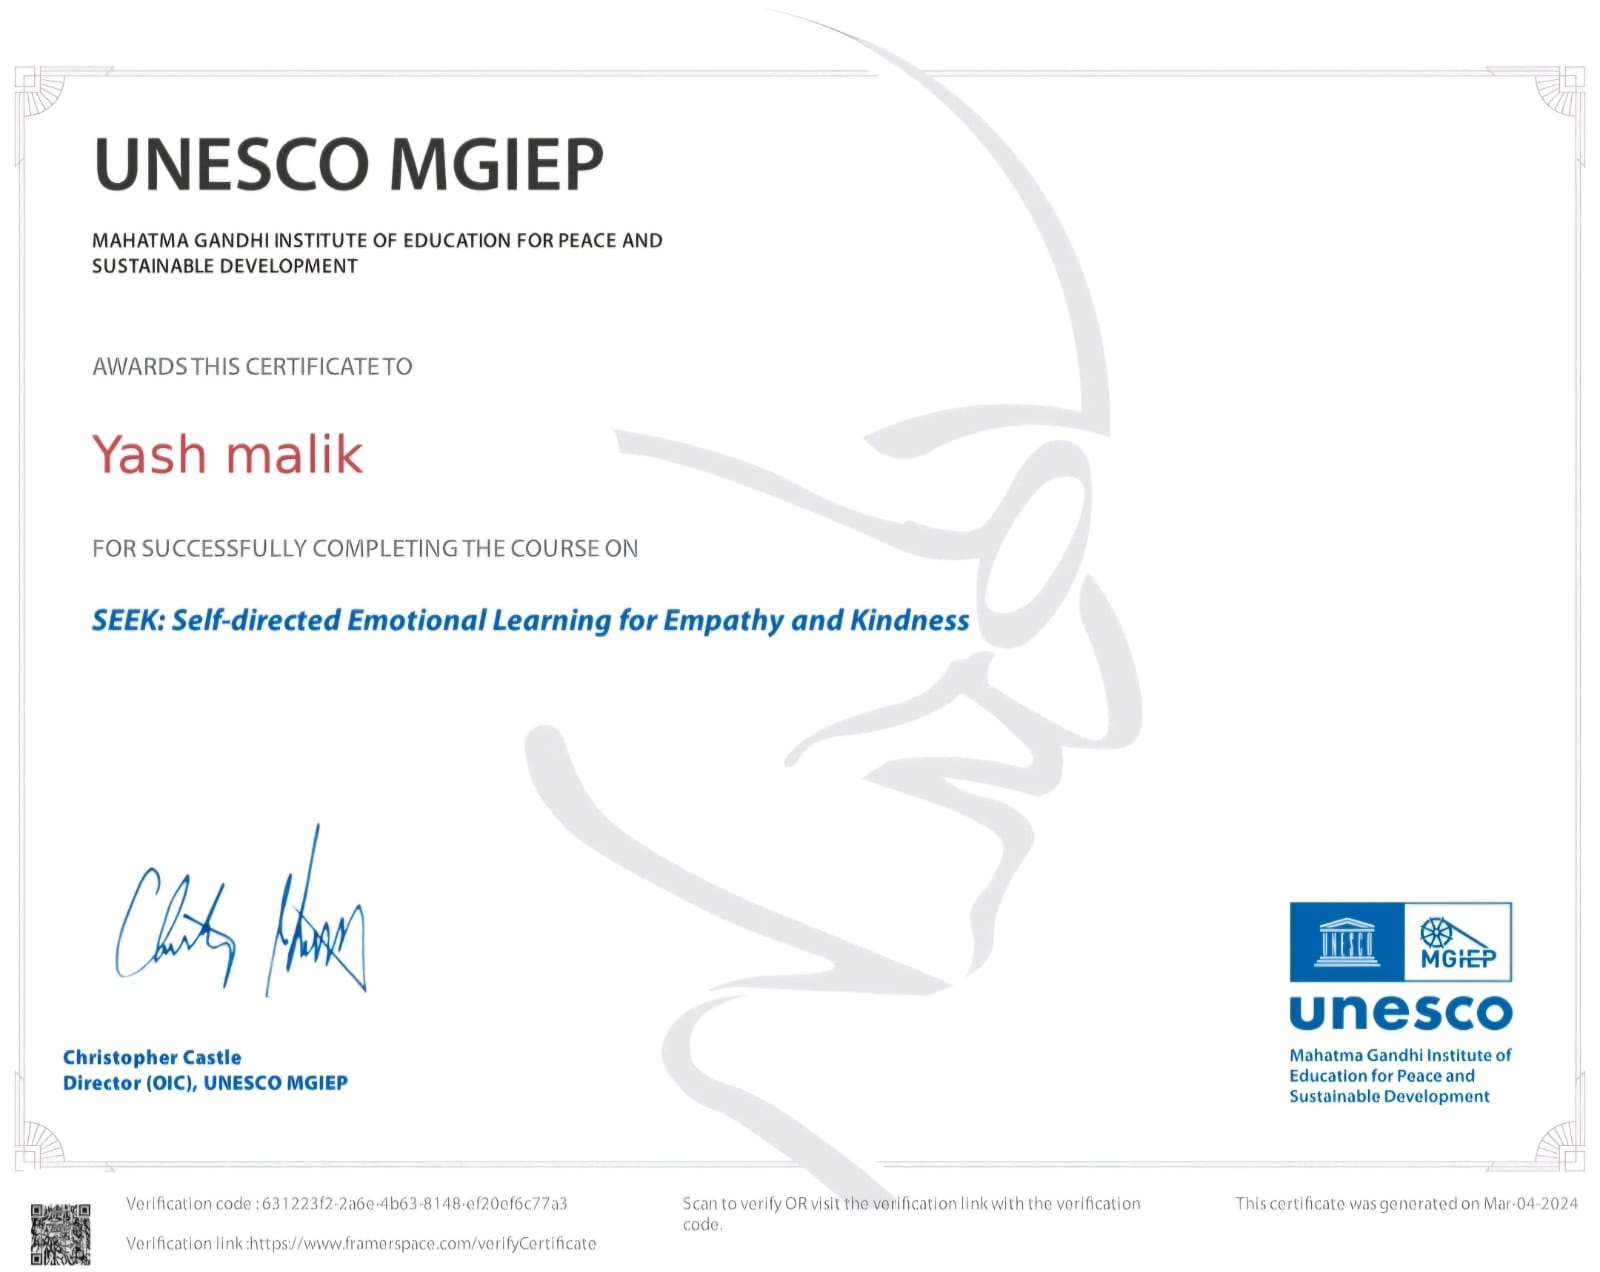 UNESCO MGIEP
MAHATMA GANDHI INSTITUTE OF EDUCATION FOR PEACE AND
SUSTAINABLE DEVELOPMENT
AWARDS THIS CERTIFICATE TO
Yash malik
FOR SUCCESSFULLY COMPLETING THE COURSE ON
SEEK: Self-directed Emotional Learning for Empathy and Kindness
Christopher Castle
Director (OIC), UNESCO MGIEP
UNESCO
MGIEP
unesco
Mahatma Gandhi Institute of
Education for Peace and
Sustainable Development
Verification code : 631223f2-2a6e-4b63-8148-ef20ef6c77a3
Verification link :https://www.framerspace.com/verifyCertificate
Scan to verify OR visit the verification link with the verification
code.
This certificate was generated on Mar-04-2024